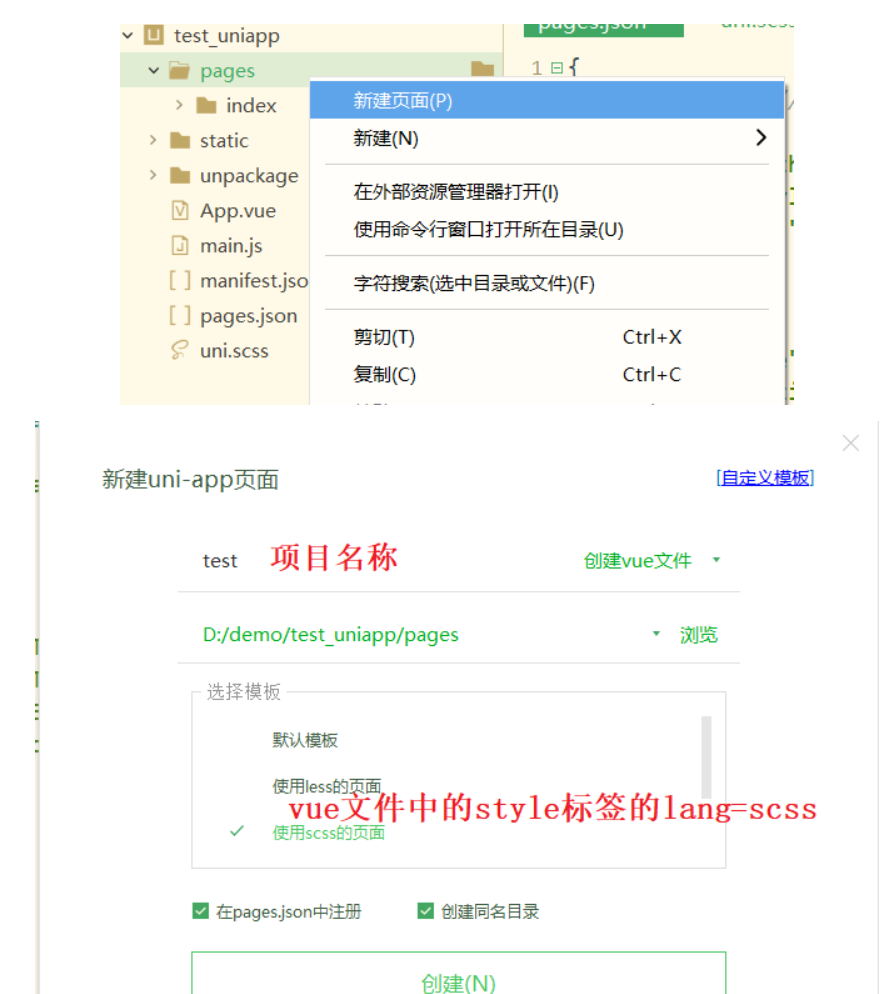 test_uniapp
pages.json
uni.scss
pages
1
{
index
新建页面(P)
static
新建(N)
unpackage
在外部资源管理器打开(I)
App.vue
使用命令行窗口打开所在目录(U)
main.js
manifest.jso
字符搜索(选中目录或文件)(F)
pages.json
剪切(T) Ctrl+X
uni.scss
复制(C) Ctrl+C
新建uni-app页面 [自定义模板]
test 项目名称 创建vue文件
D:/demo/test_uniapp/pages 浏览
选择模板
默认模板
使用less的页面
vue文件中的style标签的lang=scss
使用scss的页面
在pages.json中注册 创建同名目录
创建(N)